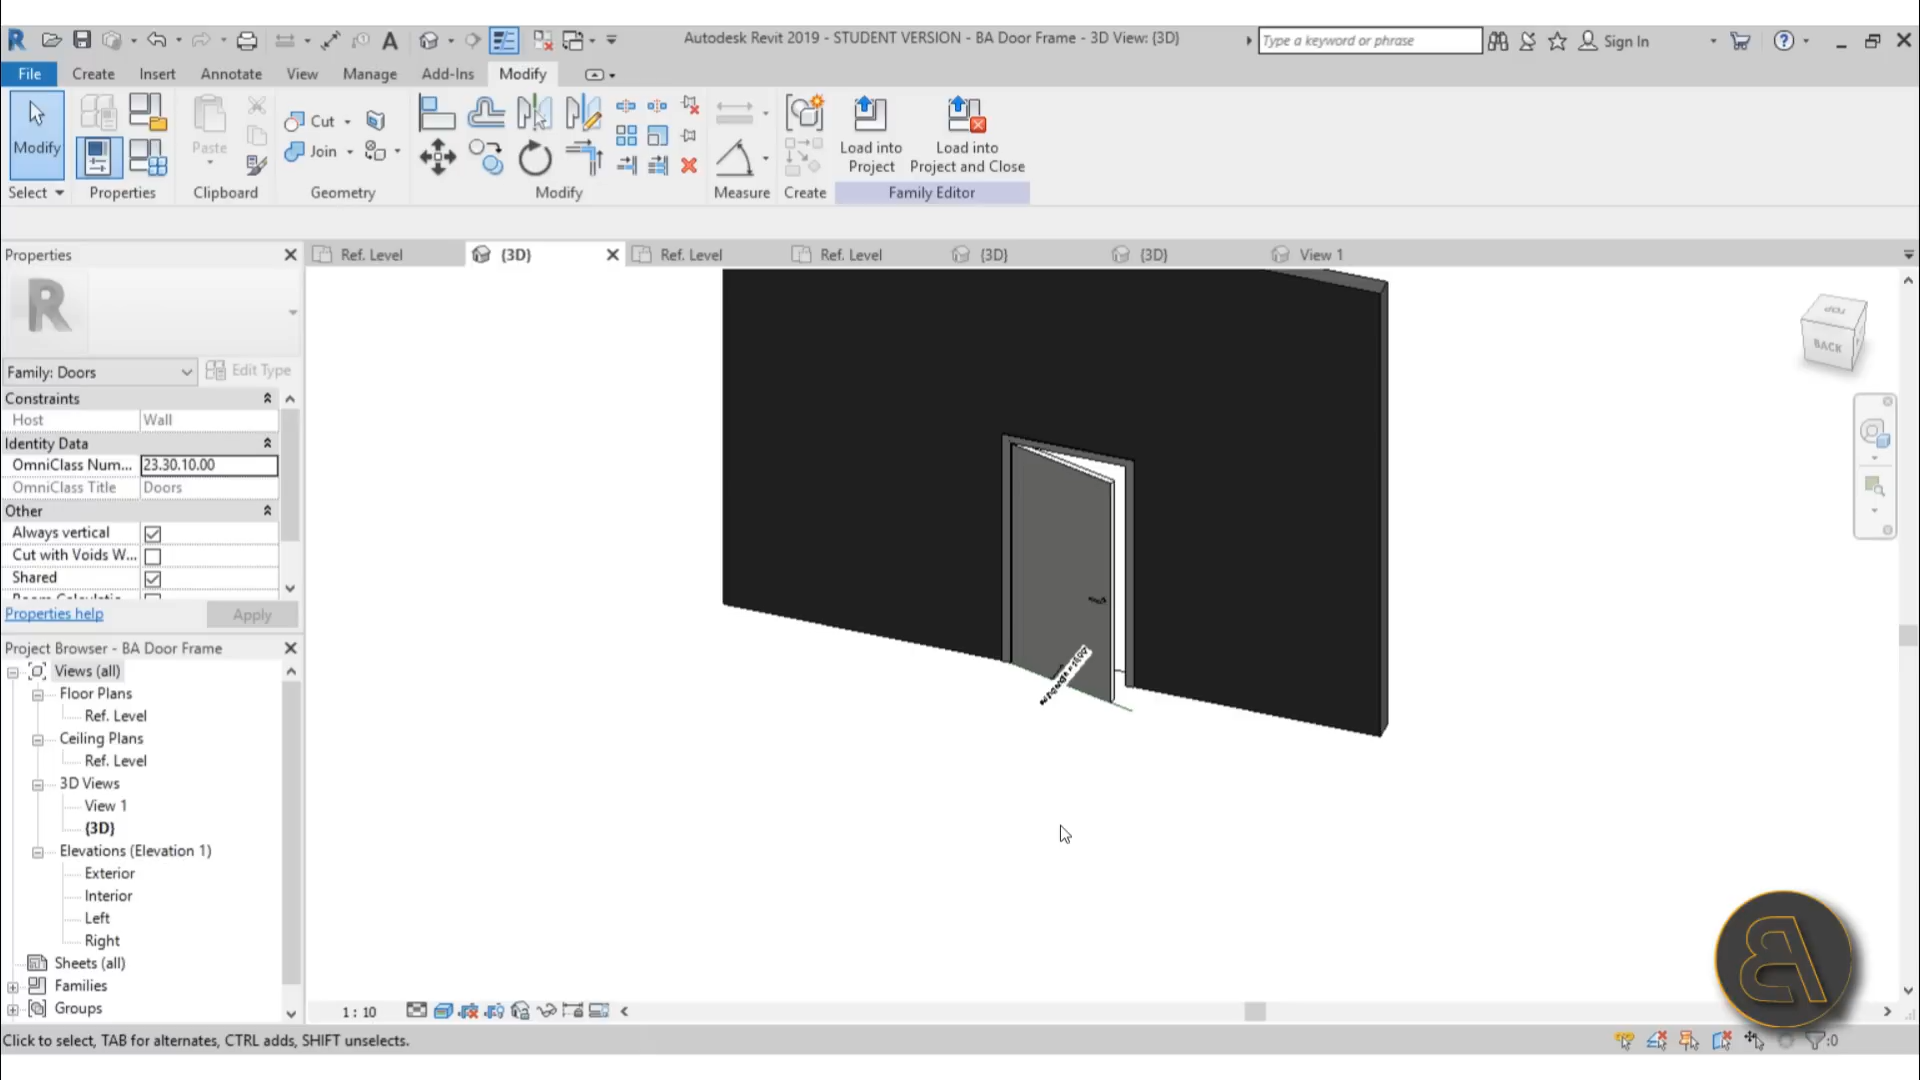 Autodesk Revit 2019 - STUDENT VERSION - BA Door Frame - 3D View: {3D}
Type a keyword or phrase
Sign In
File Create Insert Annotate View Manage Add-Ins Modify
Modify
Paste
Cut
Join
Load into
Project
Load into
Project and Close
Select Properties Clipboard Geometry Modify Measure Create Family Editor
Properties
Ref. Level {3D} Ref. Level Ref. Level {3D} {3D} View 1
Family: Doors
Edit Type
Constraints
Host Wall
Identity Data
OmniClass Num... 23.30.10.00
OmniClass Title Doors
Other
Always vertical
Cut with Voids W...
Shared
Properties help
Apply
TOP
BACK
Project Browser - BA Door Frame
Views (all)
Floor Plans
Ref. Level
Ceiling Plans
Ref. Level
3D Views
View 1
{3D}
Elevations (Elevation 1)
Exterior
Interior
Left
Right
Sheets (all)
Families
Groups
1 : 10
Click to select, TAB for alternates, CTRL adds, SHIFT unselects.
:0